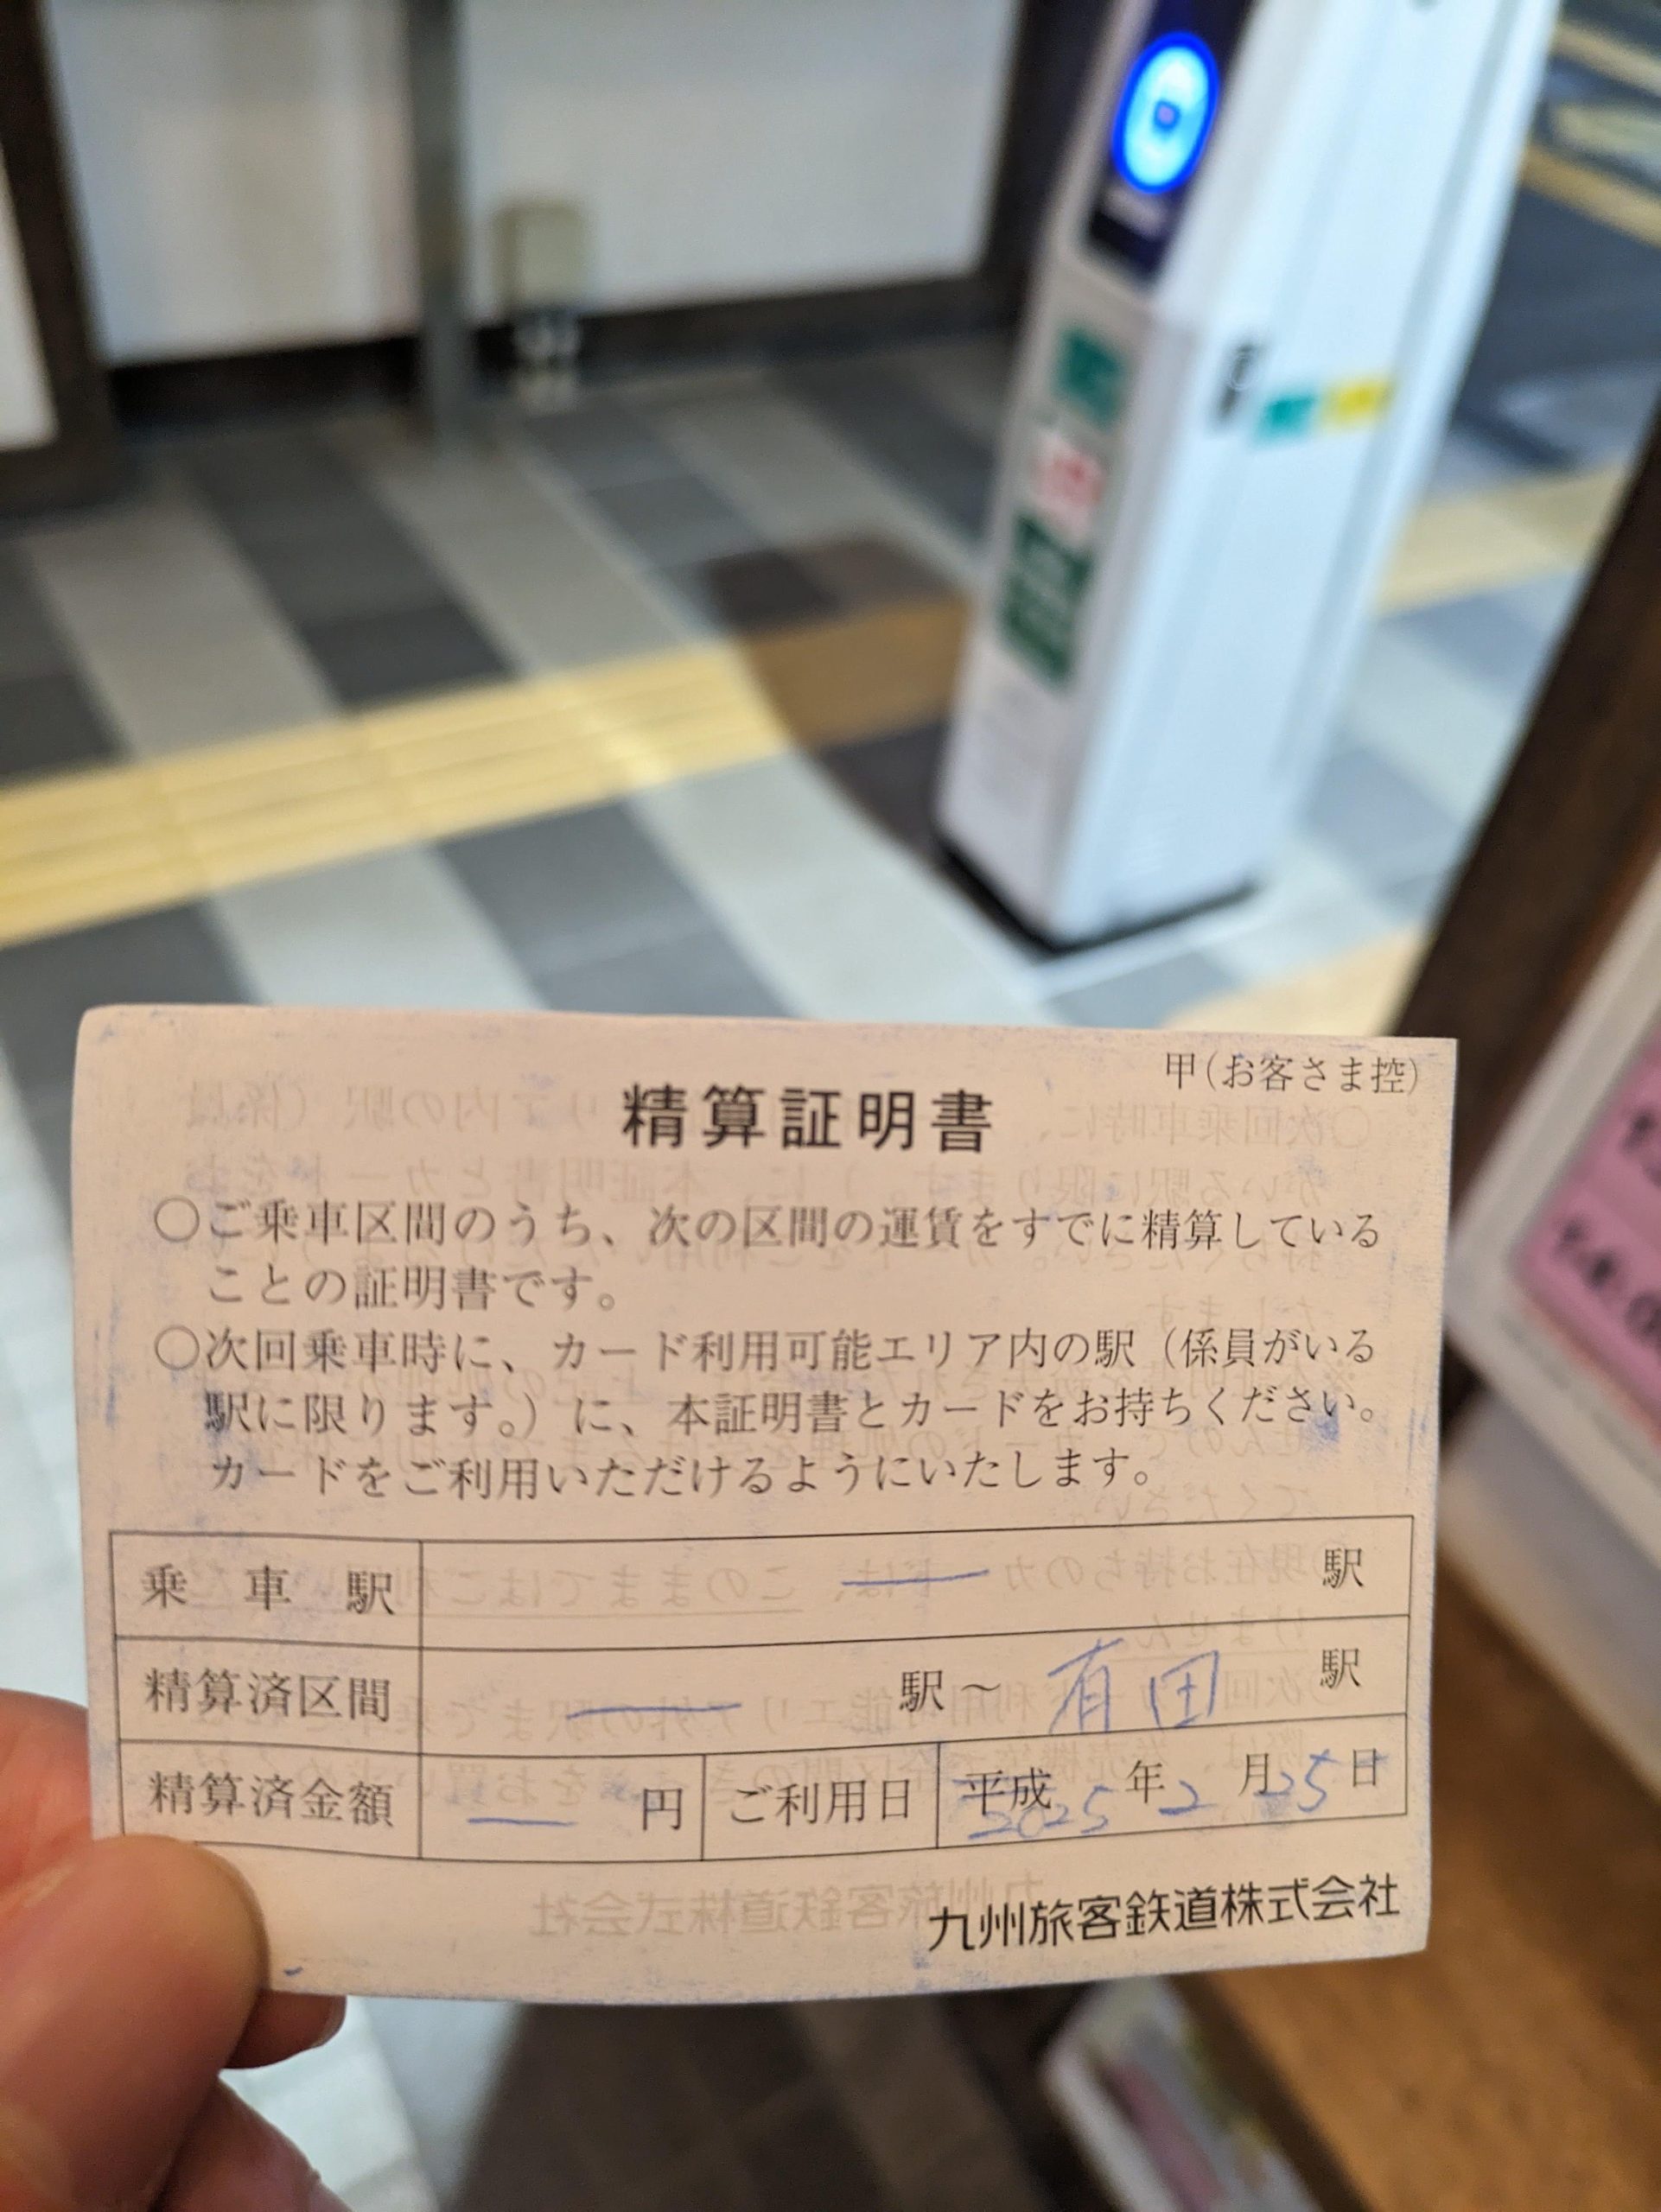 甲(お客さま控)
精算証明書
○ご乗車区間のうち、次の区間の運賃をすでに精算している
ことの証明書です。
○次回乗車時に、カード利用可能エリア内の駅(係員がいる
駅に限ります。)に、本証明書とカードをお持ちください。
カードをご利用いただけるようにいたします。
乗車駅 ― 駅
精算済区間 ― 駅~有田駅
精算済金額 ― 円 ご利用日 平成2025年2月25日
九州旅客鉄道株式会社